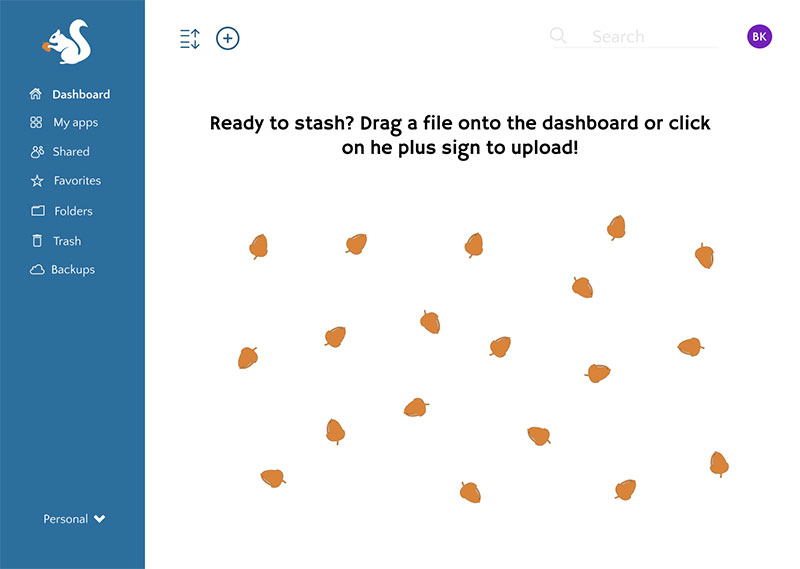 Search
BK
Dashboard
My apps
Shared
Favorites
Folders
Trash
Backups
Personal
Ready to stash? Drag a file onto the dashboard or click
on he plus sign to upload!